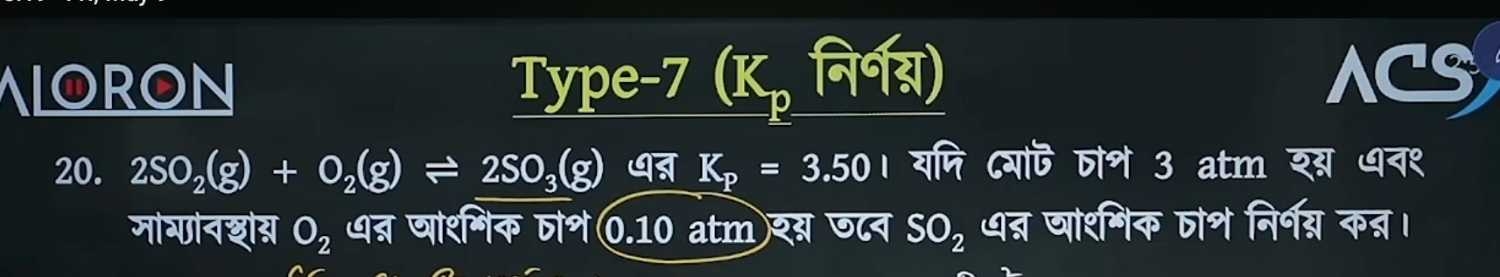 ALORON
Type-7 (Kₚ নির্ণয়)
ACS
20. 2SO₂(g) + O₂(g) ⇌ 2SO₃(g) এর Kₚ = 3.50। যদি মোট চাপ 3 atm হয় এবং
সাম্যাবস্থায় O₂ এর আংশিক চাপ 0.10 atm হয় তবে SO₂ এর আংশিক চাপ নির্ণয় কর।